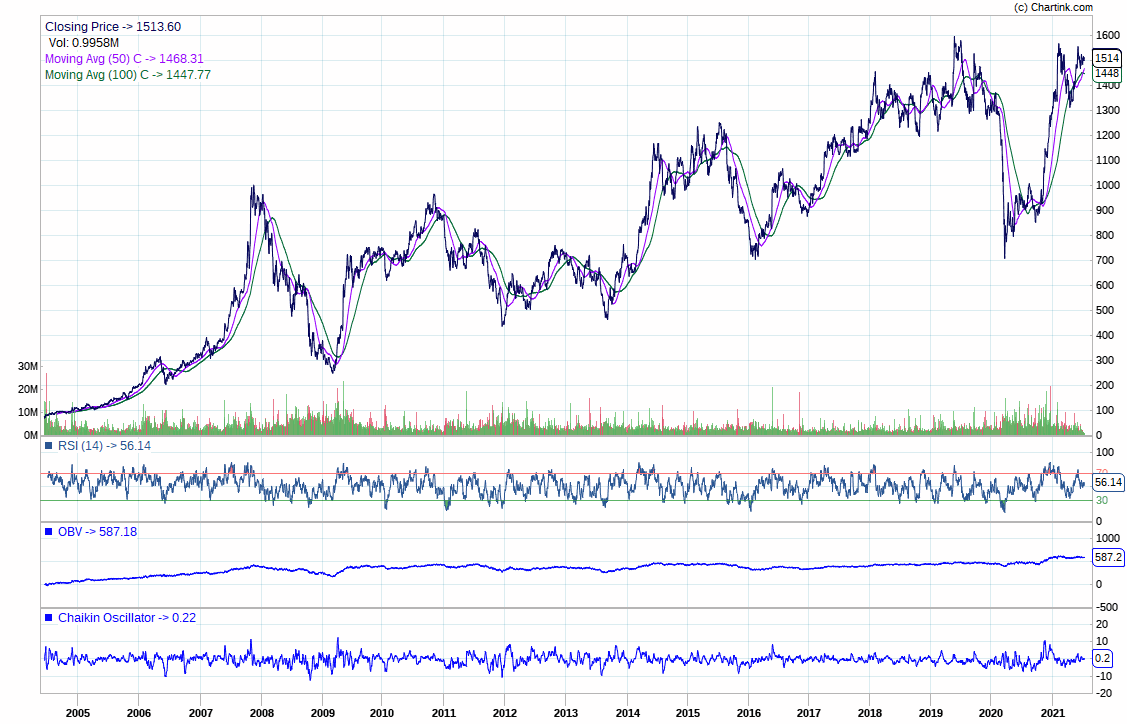 (c) Chartink.com
Closing Price -> 1513.60
Vol: 0.9958M
Moving Avg (50) C -> 1468.31
Moving Avg (100) C -> 1447.77
1600
1514
1448
1400
1300
1200
1100
1000
900
800
700
600
500
400
300
200
100
0
30M
20M
10M
0M
RSI (14) -> 56.14
100
70
56.14
30
0
OBV -> 587.18
1000
587.2
0
-500
Chaikin Oscillator -> 0.22
20
10
0.2
-10
-20
2005 2006 2007 2008 2009 2010 2011 2012 2013 2014 2015 2016 2017 2018 2019 2020 2021